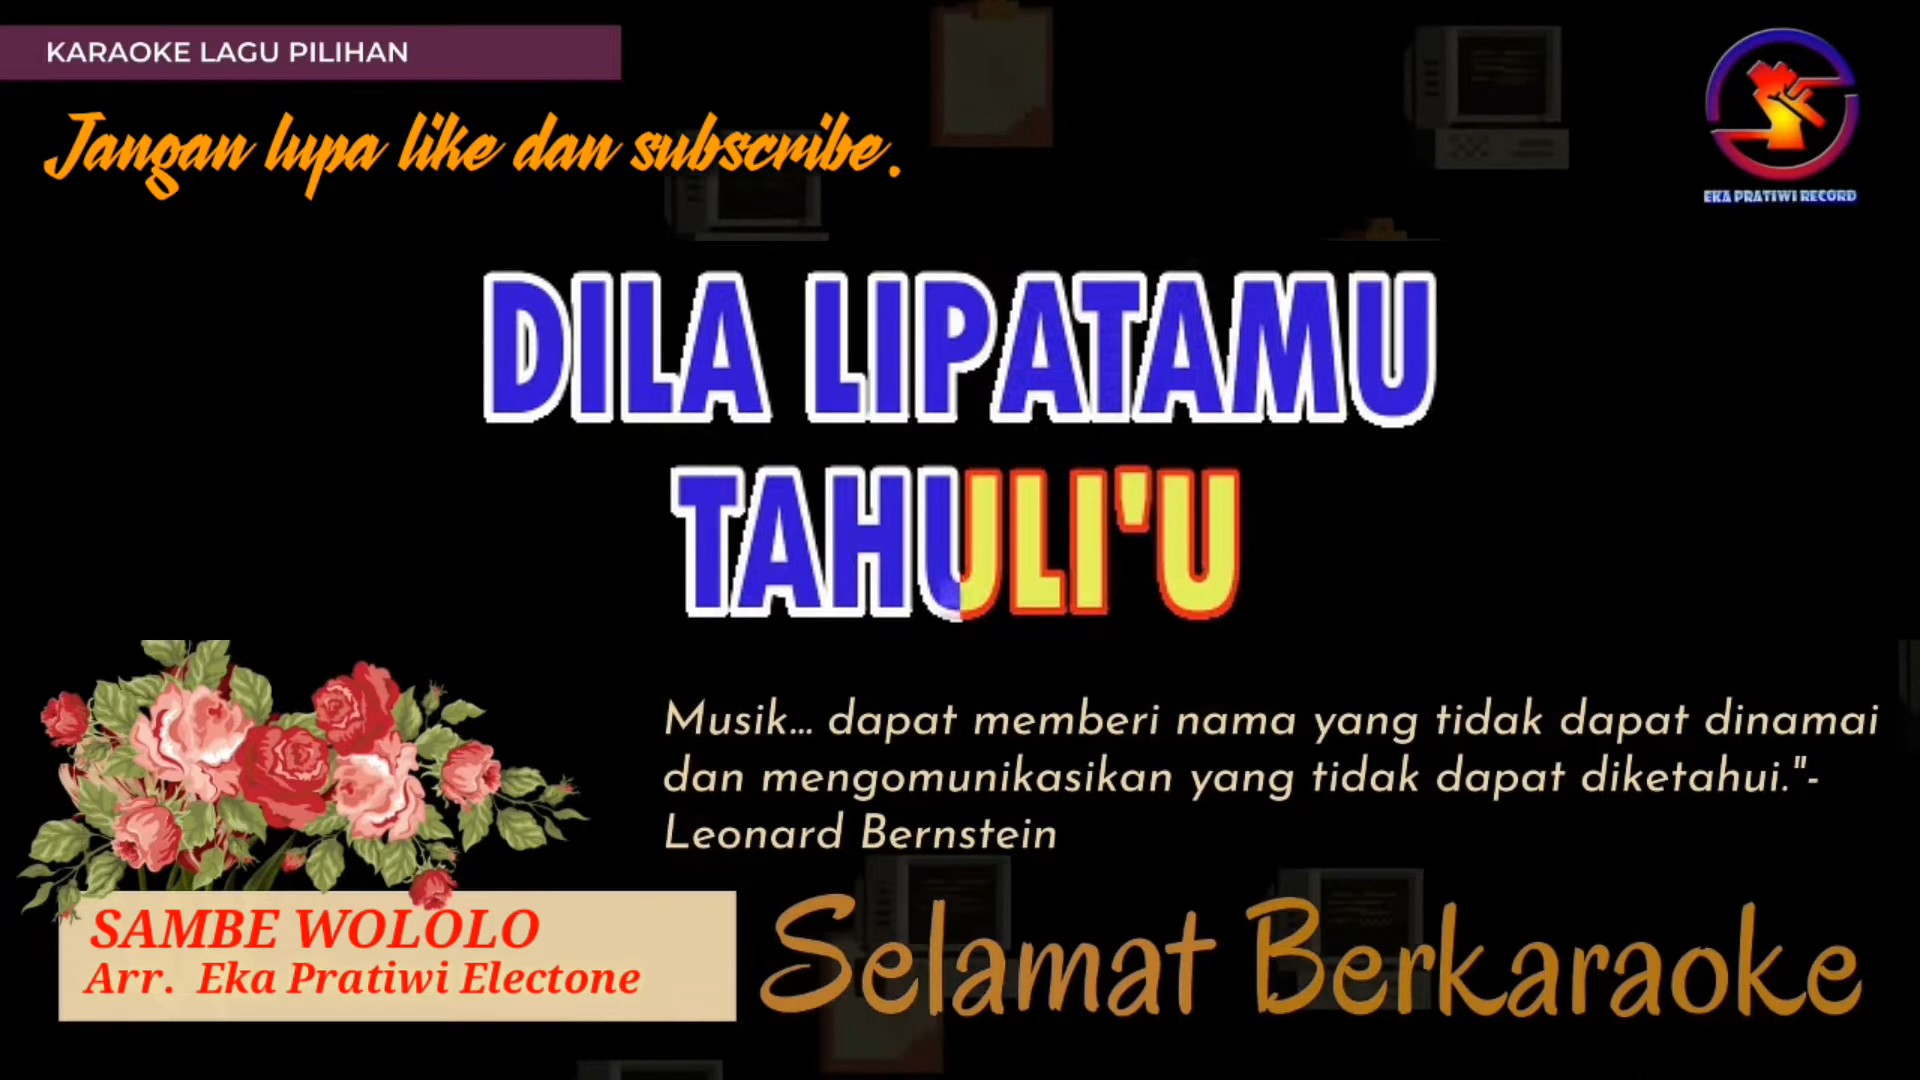 KARAOKE LAGU PILIHAN
Jangan lupa like dan subscribe.
EKA PRATIWI RECORD
DILA LIPATAMU
TAHULI'U
Musik... dapat memberi nama yang tidak dapat dinamai
dan mengomunikasikan yang tidak dapat diketahui."-
Leonard Bernstein
SAMBE WOLOLO
Arr. Eka Pratiwi Electone
Selamat Berkaraoke